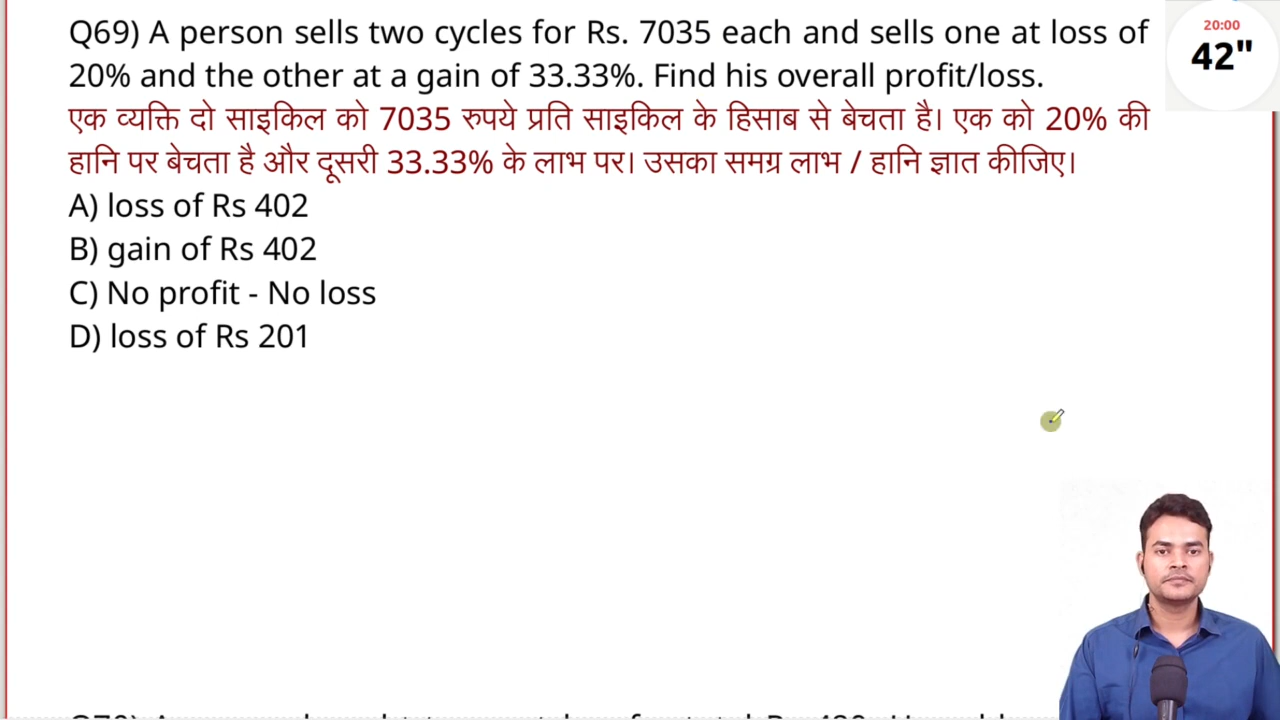 Q69) A person sells two cycles for Rs. 7035 each and sells one at loss of
20% and the other at a gain of 33.33%. Find his overall profit/loss.
एक व्यक्ति दो साइकिल को 7035 रुपये प्रति साइकिल के हिसाब से बेचता है। एक को 20% की
हानि पर बेचता है और दूसरी 33.33% के लाभ पर। उसका समग्र लाभ / हानि ज्ञात कीजिए।
A) loss of Rs 402
B) gain of Rs 402
C) No profit - No loss
D) loss of Rs 201
20:00
42"